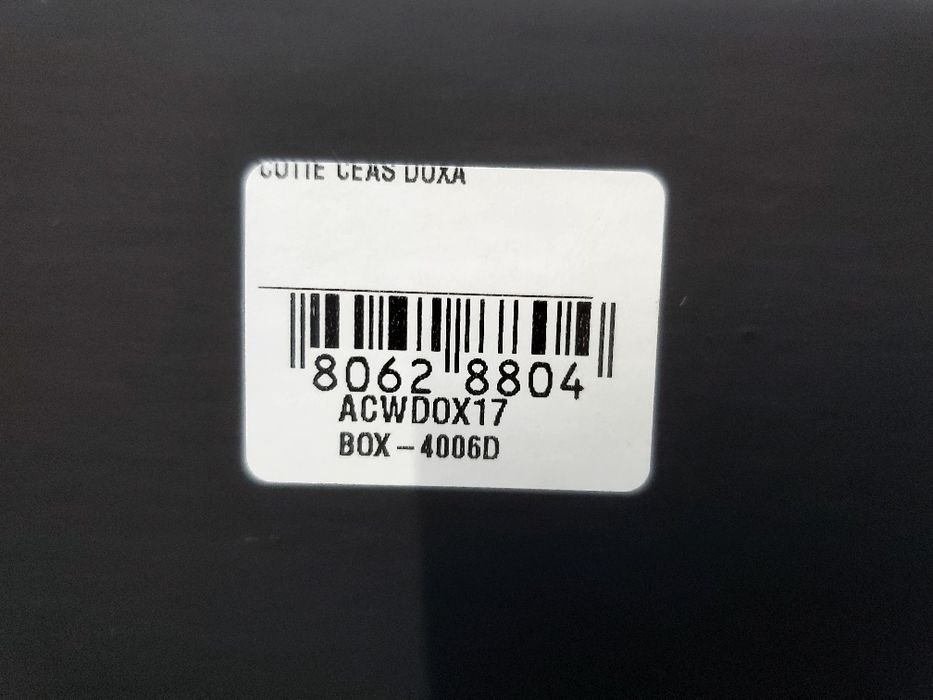 CUTIE CEAS DOXA
8062 8804
ACWDOX17
BOX-4006D